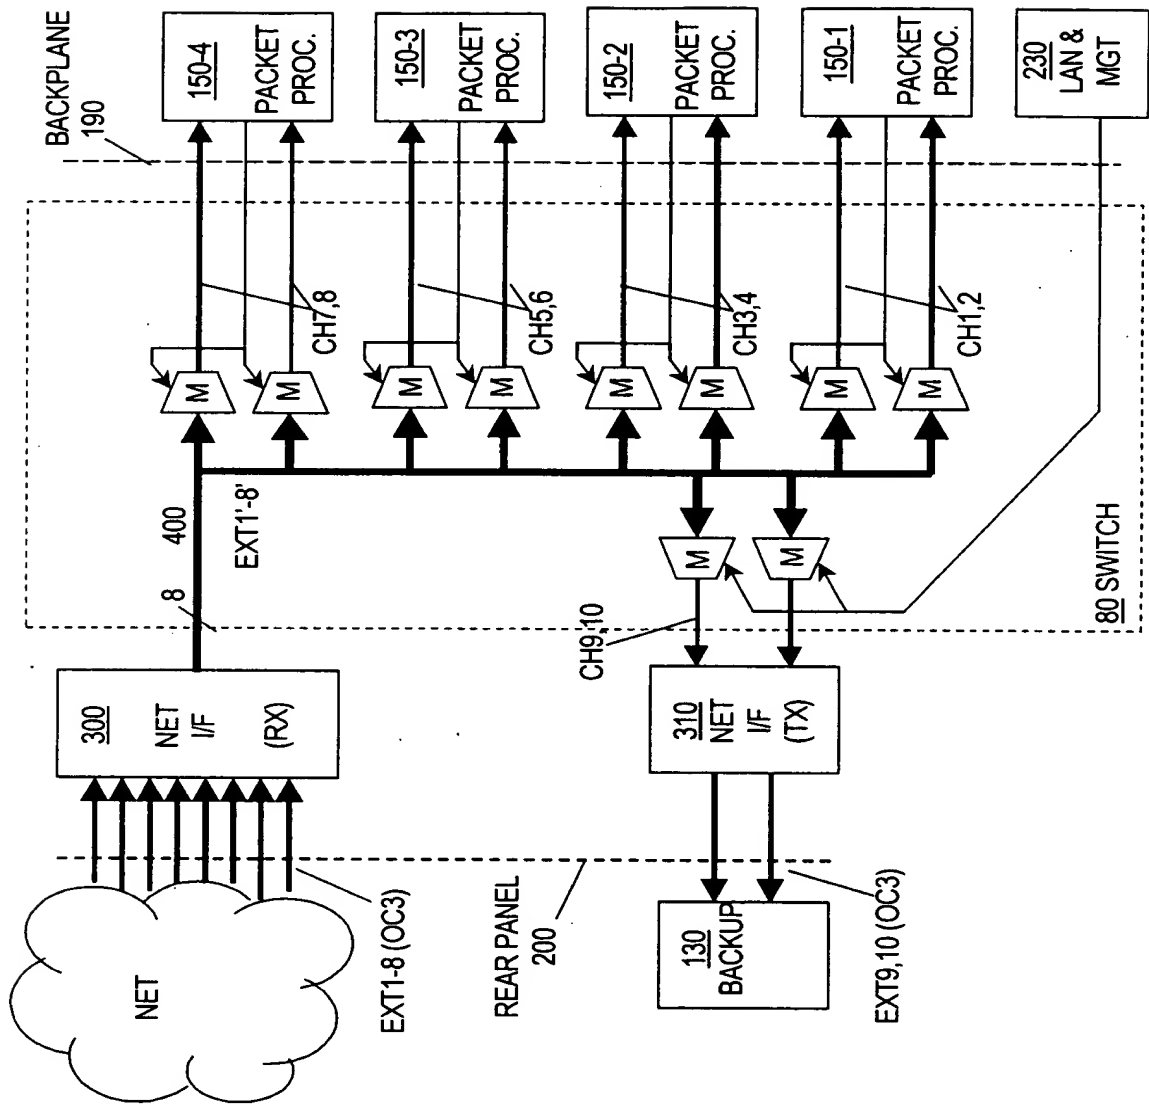 BACKPLANE
190
150-4
PACKET
PROC.
150-3
PACKET
PROC.
150-2
PACKET
PROC.
150-1
PACKET
PROC.
230
LAN &
MGT
CH7,8
CH5,6
CH3,4
CH1,2
M
M
M
M
M
M
M
M
400
EXT1'-8'
8
M
M
CH9,10
80 SWITCH
300
NET
I/F
(RX)
310
NET
I/F
(TX)
NET
EXT1-8 (OC3)
REAR PANEL
200
130
BACKUP
EXT9,10 (OC3)